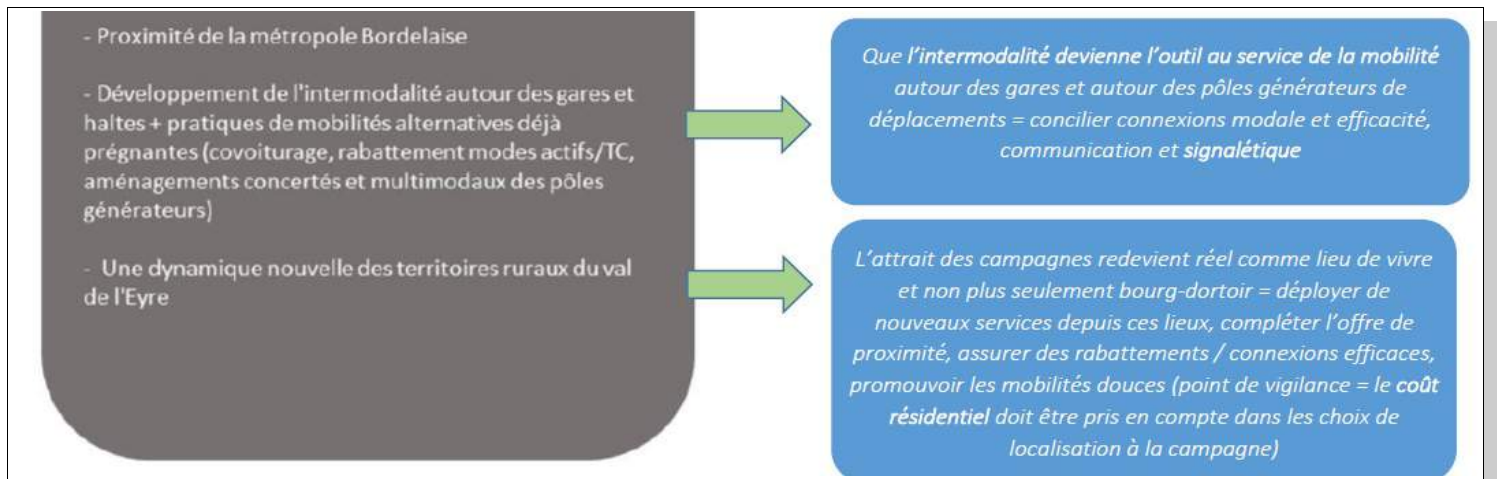 - Proximité de la métropole Bordelaise
- Développement de l'intermodalité autour des gares et
haltes + pratiques de mobilités alternatives déjà
prégnantes (covoiturage, rabattement modes actifs/TC,
aménagements concertés et multimodaux des pôles
générateurs)
- Une dynamique nouvelle des territoires ruraux du val
de l'Eyre
Que l'intermodalité devienne l'outil au service de la mobilité
autour des gares et autour des pôles générateurs de
déplacements = concilier connexions modale et efficacité,
communication et signalétique
L'attrait des campagnes redevient réel comme lieu de vivre
et non plus seulement bourg-dortoir = déployer de
nouveaux services depuis ces lieux, compléter l'offre de
proximité, assurer des rabattements / connexions efficaces,
promouvoir les mobilités douces (point de vigilance = le coût
résidentiel doit être pris en compte dans les choix de
localisation à la campagne)